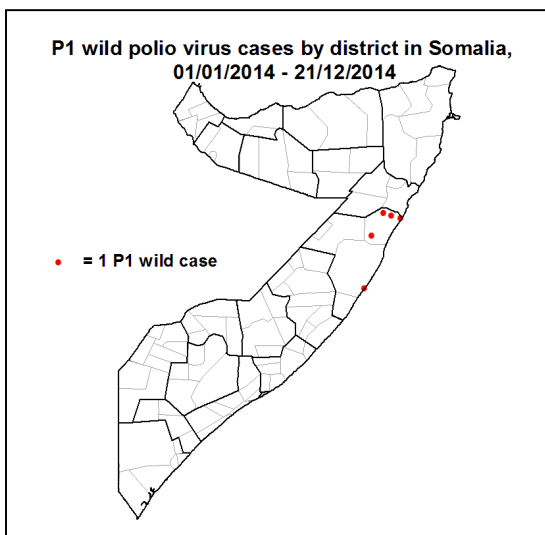 P1 wild polio virus cases by district in Somalia,
01/01/2014 - 21/12/2014
= 1 P1 wild case